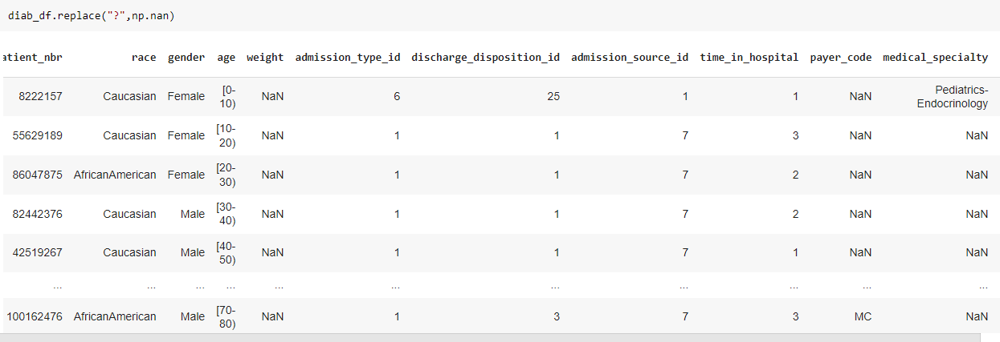 diab_df.replace("?",np.nan)
atient_nbr race gender age weight admission_type_id discharge_disposition_id admission_source_id time_in_hospital payer_code medical_specialty
8222157 Caucasian Female [0-10) NaN 6 25 1 1 NaN Pediatrics-Endocrinology
55629189 Caucasian Female [10-20) NaN 1 1 7 3 NaN NaN
86047875 AfricanAmerican Female [20-30) NaN 1 1 7 2 NaN NaN
82442376 Caucasian Male [30-40) NaN 1 1 7 2 NaN NaN
42519267 Caucasian Male [40-50) NaN 1 1 7 1 NaN NaN
... ... ... ... ... ... ... ... ... ... ...
100162476 AfricanAmerican Male [70-80) NaN 1 3 7 3 MC NaN